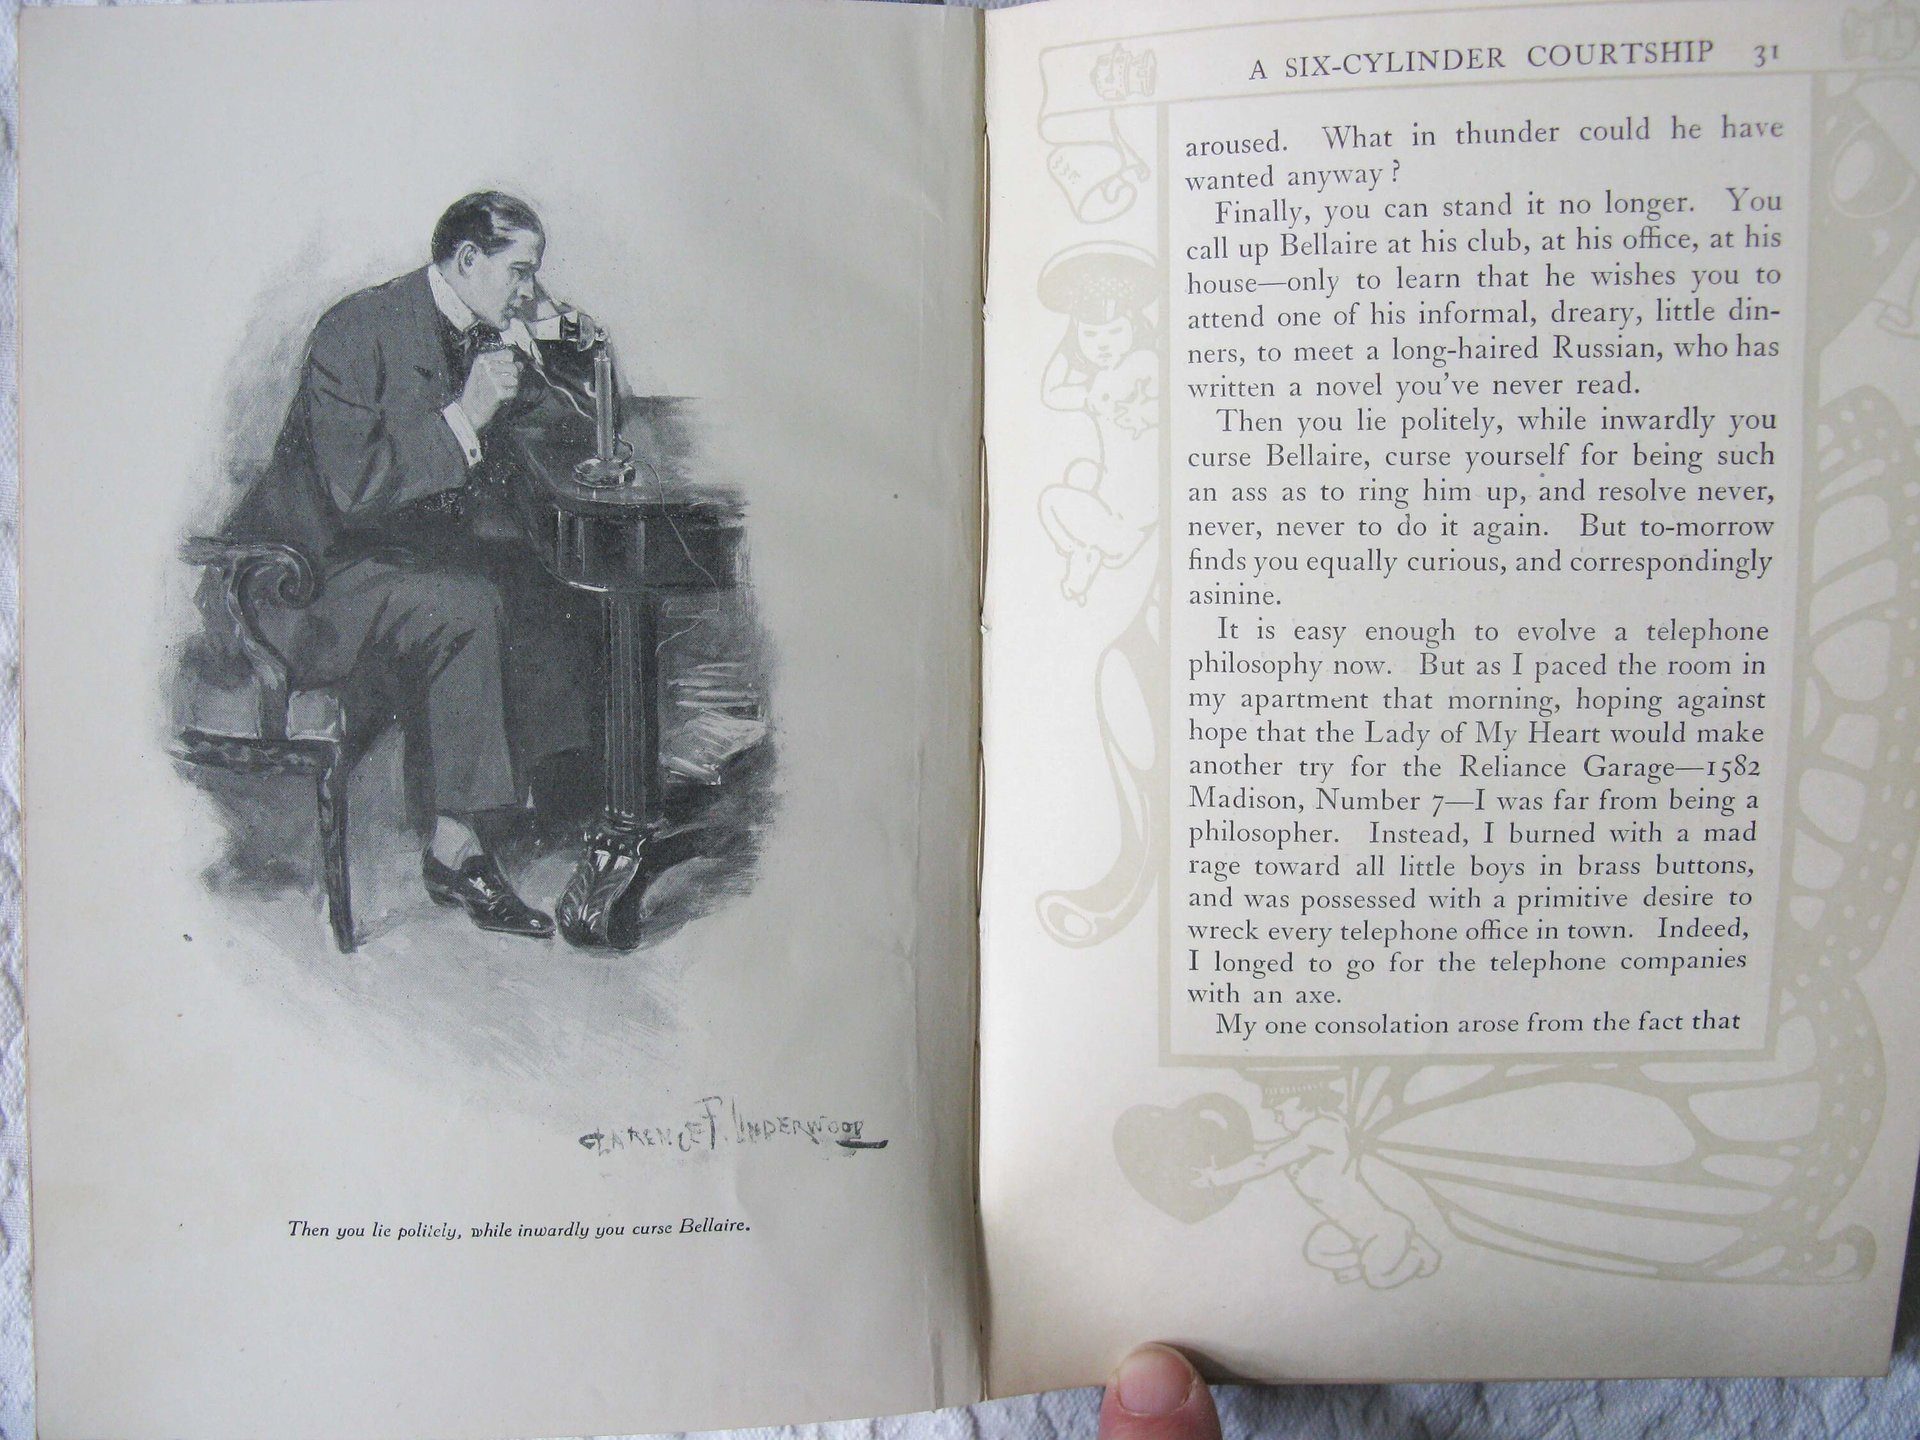 CLARENCE F. UNDERWOOD
Then you lie politely, while inwardly you curse Bellaire.
A SIX-CYLINDER COURTSHIP 31
aroused. What in thunder could he have
wanted anyway?
Finally, you can stand it no longer. You
call up Bellaire at his club, at his office, at his
house—only to learn that he wishes you to
attend one of his informal, dreary, little din-
ners, to meet a long-haired Russian, who has
written a novel you've never read.
Then you lie politely, while inwardly you
curse Bellaire, curse yourself for being such
an ass as to ring him up, and resolve never,
never, never to do it again. But to-morrow
finds you equally curious, and correspondingly
asinine.
It is easy enough to evolve a telephone
philosophy now. But as I paced the room in
my apartment that morning, hoping against
hope that the Lady of My Heart would make
another try for the Reliance Garage—1582
Madison, Number 7—I was far from being a
philosopher. Instead, I burned with a mad
rage toward all little boys in brass buttons,
and was possessed with a primitive desire to
wreck every telephone office in town. Indeed,
I longed to go for the telephone companies
with an axe.
My one consolation arose from the fact that